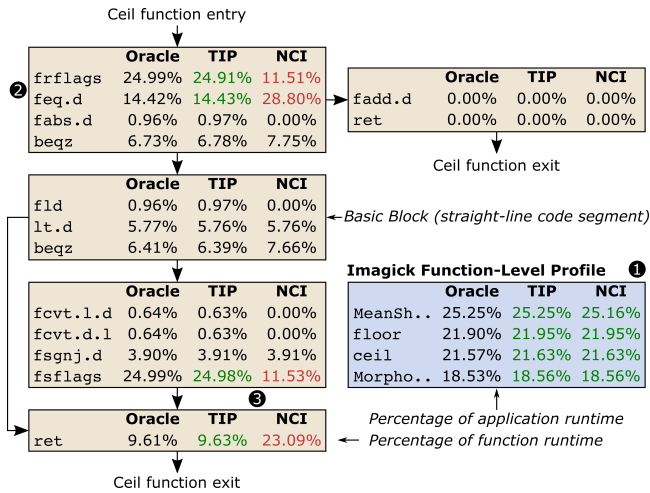 Ceil function entry
Oracle TIP NCI
❷
frflags 24.99% 24.91% 11.51%
feq.d 14.42% 14.43% 28.80%
fabs.d 0.96% 0.97% 0.00%
beqz 6.73% 6.78% 7.75%
Oracle TIP NCI
fadd.d 0.00% 0.00% 0.00%
ret 0.00% 0.00% 0.00%
Ceil function exit
Oracle TIP NCI
fld 0.96% 0.97% 0.00%
lt.d 5.77% 5.76% 5.76%
beqz 6.41% 6.39% 7.66%
Basic Block (straight-line code segment)
Imagick Function-Level Profile ❶
Oracle TIP NCI
MeanSh.. 25.25% 25.25% 25.16%
floor 21.90% 21.95% 21.95%
ceil 21.57% 21.63% 21.63%
Morpho.. 18.53% 18.56% 18.56%
Percentage of application runtime
Percentage of function runtime
Oracle TIP NCI
fcvt.l.d 0.64% 0.63% 0.00%
fcvt.d.l 0.64% 0.63% 0.00%
fsgnj.d 3.90% 3.91% 3.91%
fsflags 24.99% 24.98% 11.53%
❸
Oracle TIP NCI
ret 9.61% 9.63% 23.09%
Ceil function exit